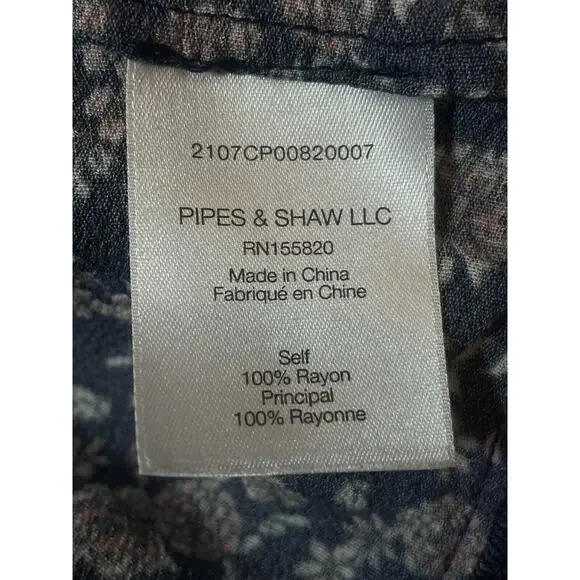 2107CP00820007
PIPES & SHAW LLC
RN155820
Made in China
Fabriqué en Chine
Self
100% Rayon
Principal
100% Rayonne